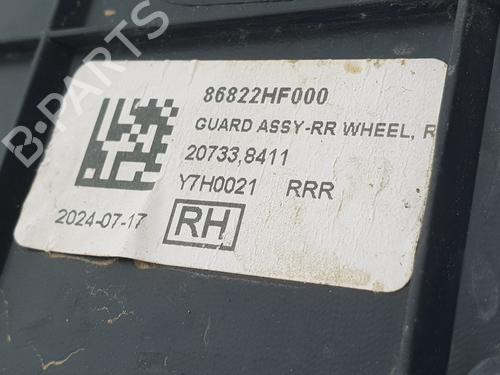 86822HF000
GUARD ASSY-RR WHEEL, R
20733,8411
Y7H0021 RRR
2024-07-17 RH
B-PARTS